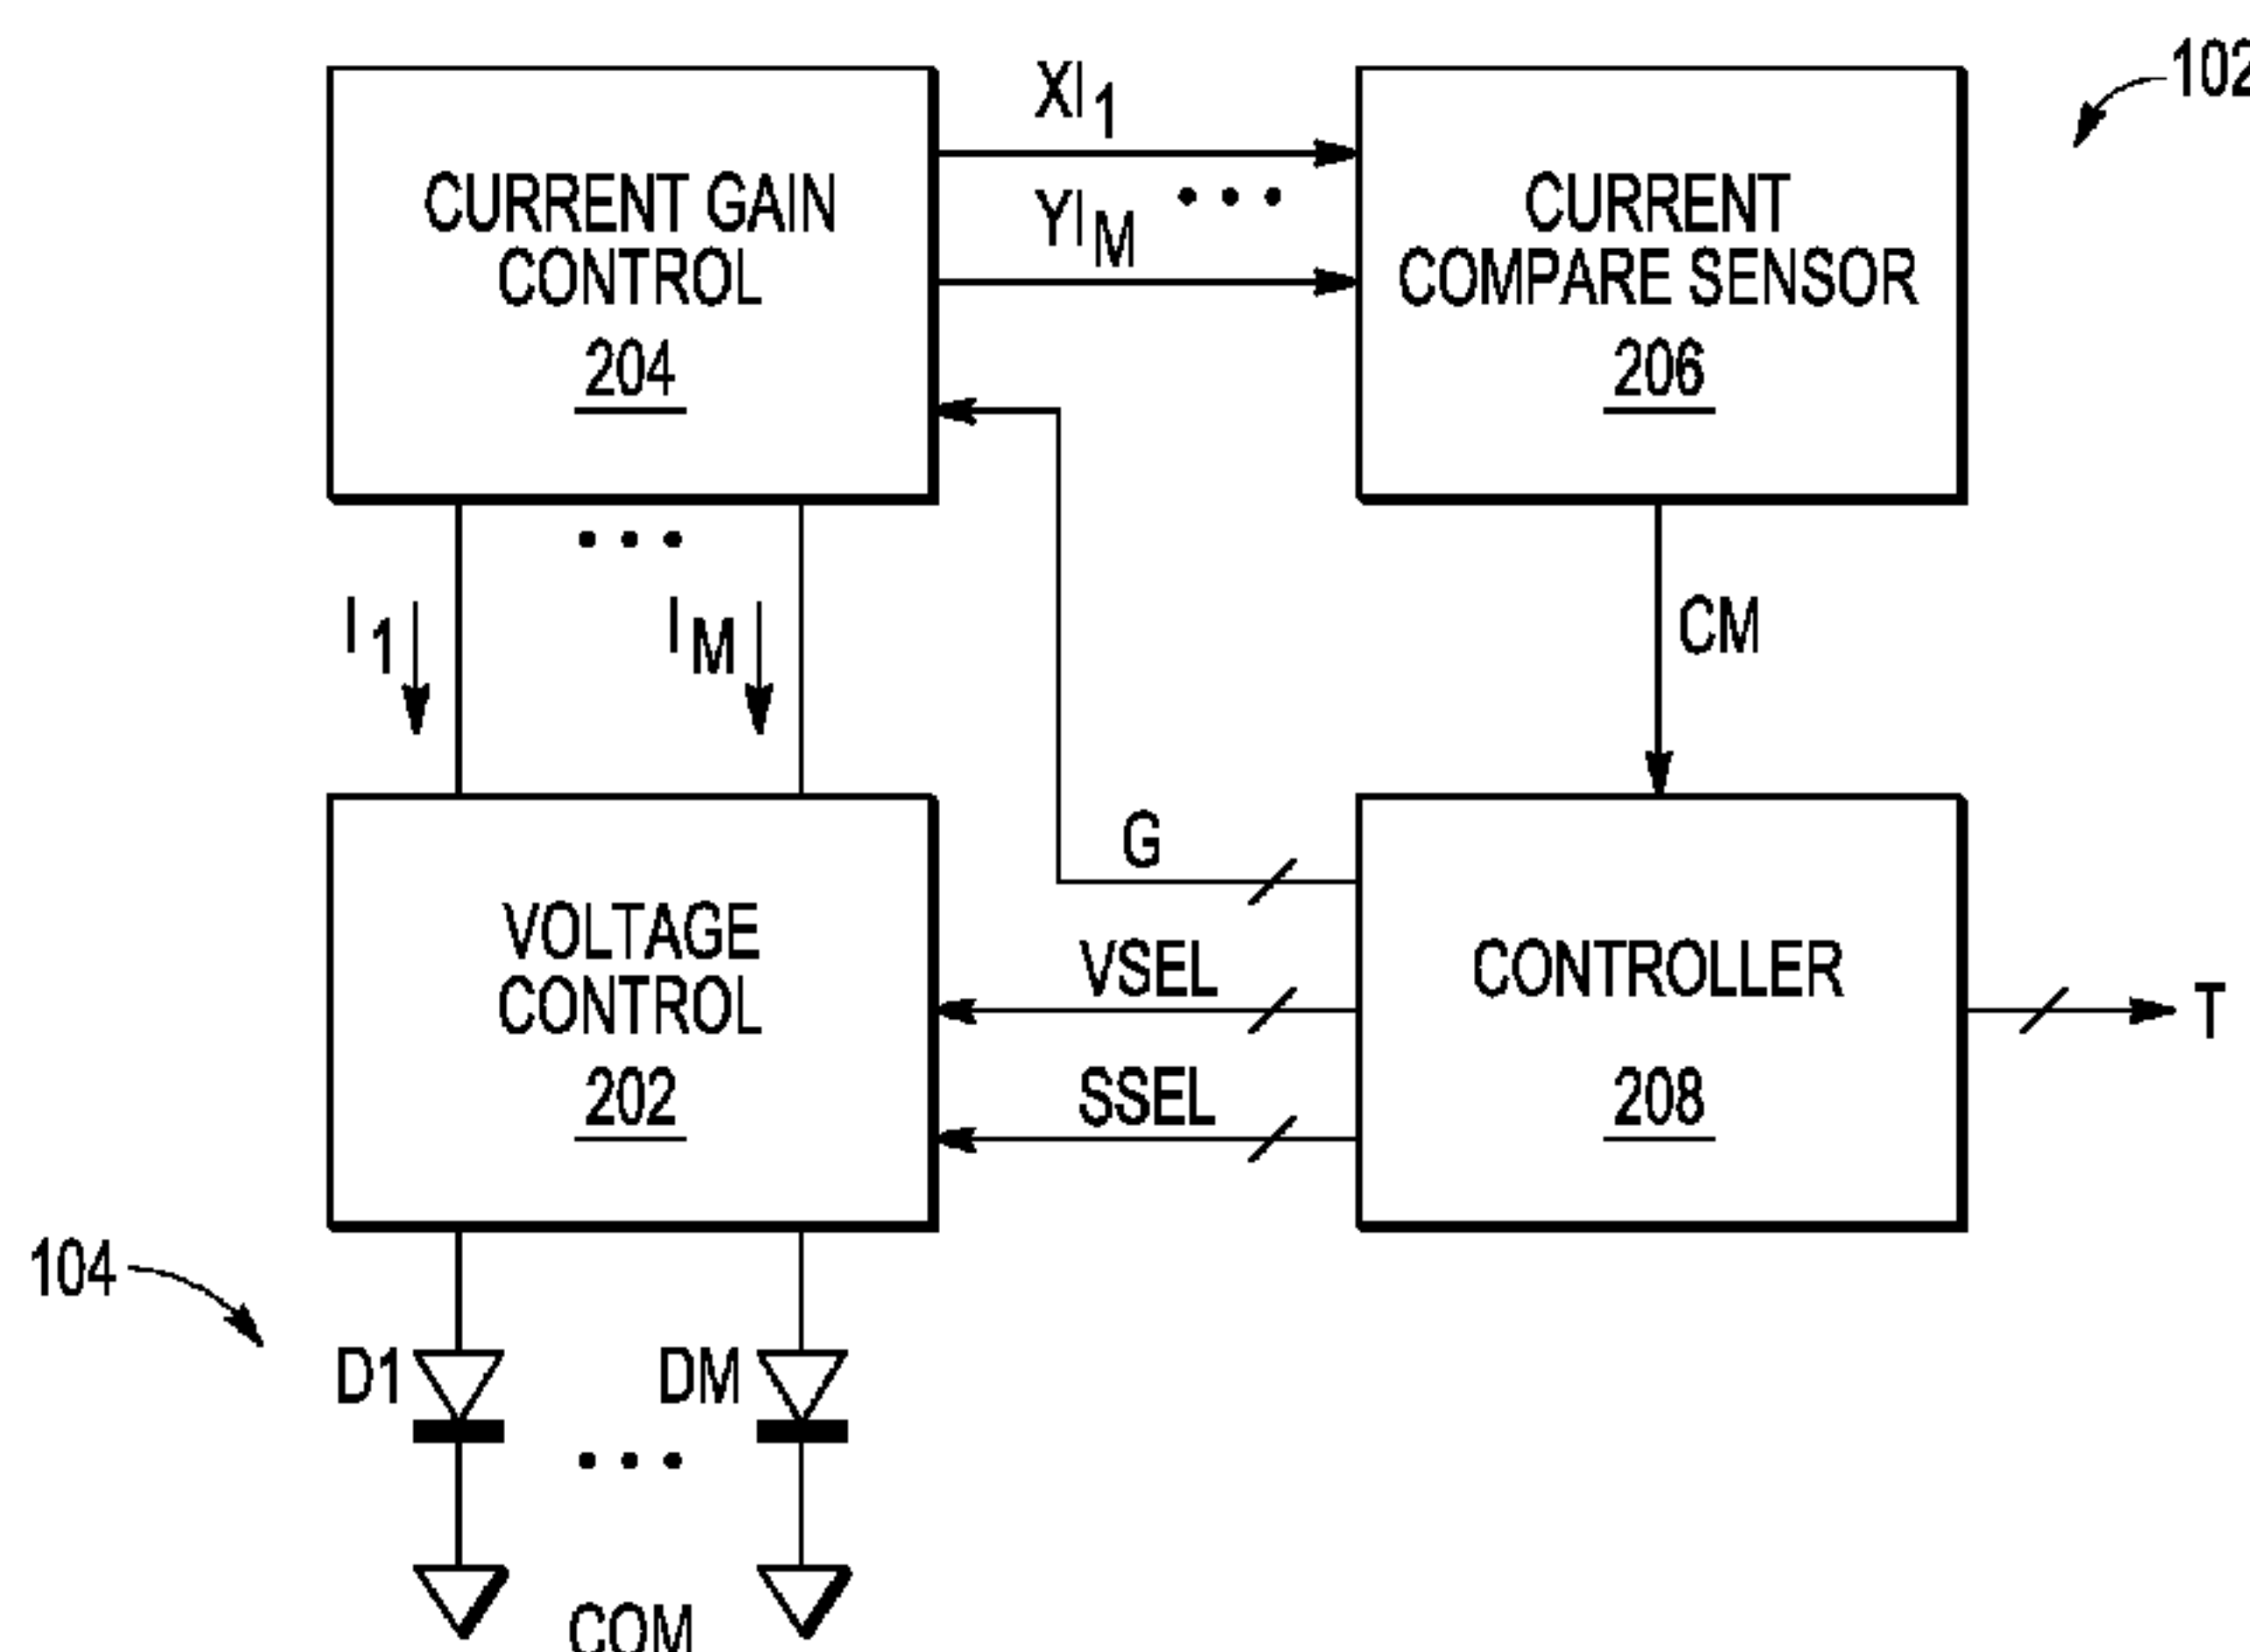 102
XI1
YIM
CURRENT GAIN
CONTROL
204
CURRENT
COMPARE SENSOR
206
I1
IM
CM
G
VSEL
SSEL
VOLTAGE
CONTROL
202
CONTROLLER
208
T
104
D1
DM
COM